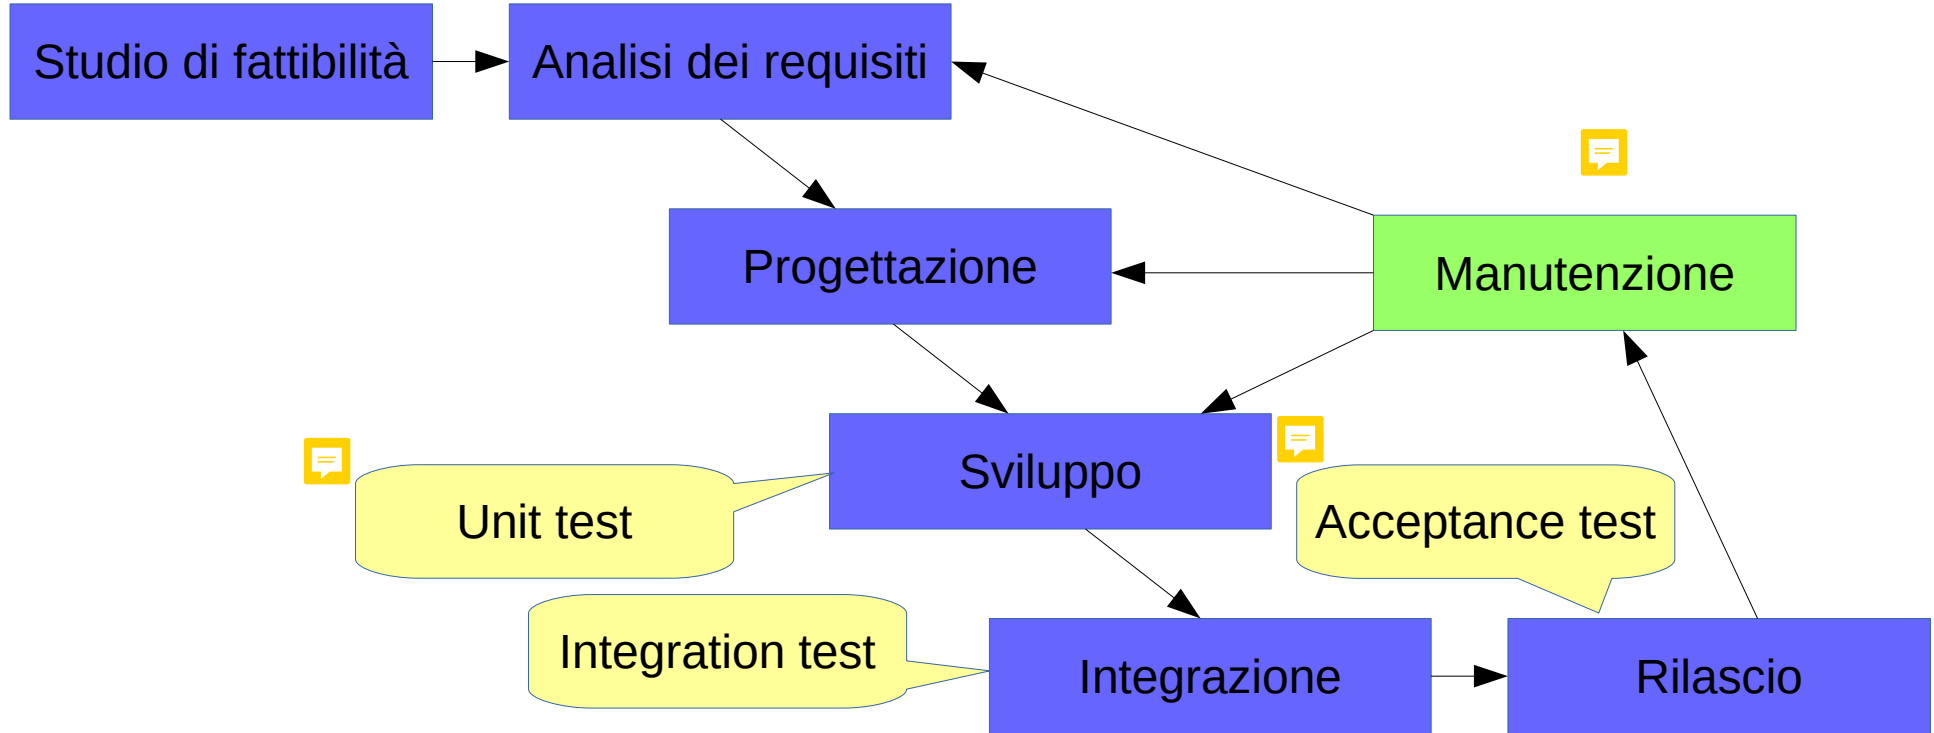 Studio di fattibilità
Analisi dei requisiti
Progettazione
Manutenzione
Sviluppo
Unit test
Acceptance test
Integration test
Integrazione
Rilascio